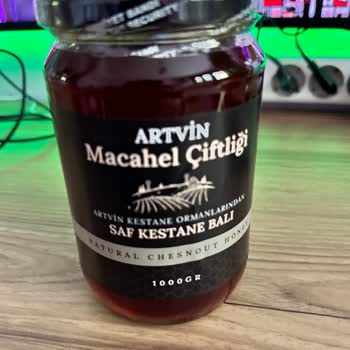 ARTVİN
Macahel Çiftliği
ARTVİN KESTANE ORMANLARINDAN
SAF KESTANE BALI
NATURAL CHESNOUT HONEY
1000GR